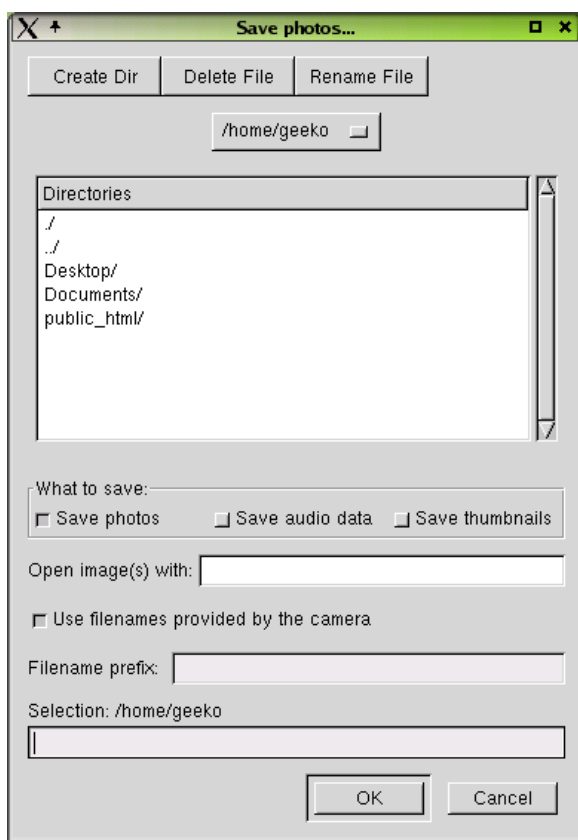 Save photos...
Create Dir Delete File Rename File
/home/geeko
Directories
./
../
Desktop/
Documents/
public_html/
What to save:
Save photos Save audio data Save thumbnails
Open image(s) with:
Use filenames provided by the camera
Filename prefix:
Selection: /home/geeko
OK Cancel